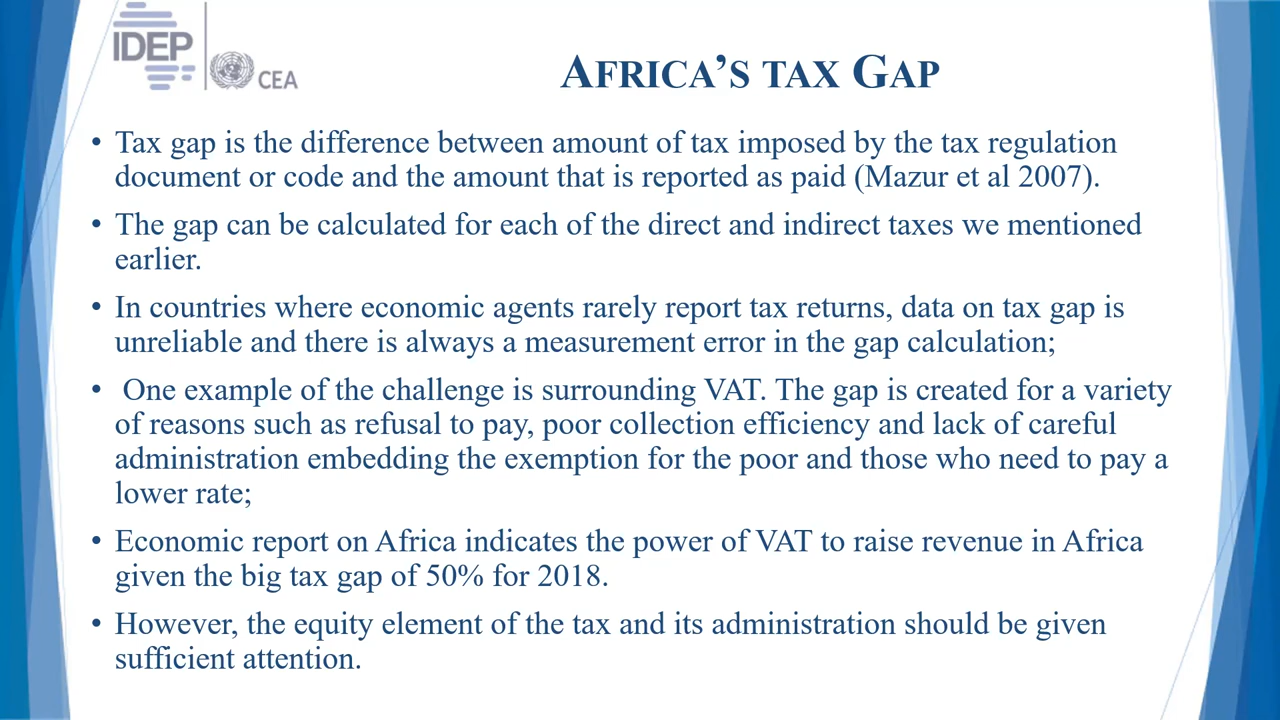 IDEP
CEA
AFRICA'S TAX GAP
• Tax gap is the difference between amount of tax imposed by the tax regulation
document or code and the amount that is reported as paid (Mazur et al 2007).
• The gap can be calculated for each of the direct and indirect taxes we mentioned
earlier.
• In countries where economic agents rarely report tax returns, data on tax gap is
unreliable and there is always a measurement error in the gap calculation;
• One example of the challenge is surrounding VAT. The gap is created for a variety
of reasons such as refusal to pay, poor collection efficiency and lack of careful
administration embedding the exemption for the poor and those who need to pay a
lower rate;
• Economic report on Africa indicates the power of VAT to raise revenue in Africa
given the big tax gap of 50% for 2018.
• However, the equity element of the tax and its administration should be given
sufficient attention.